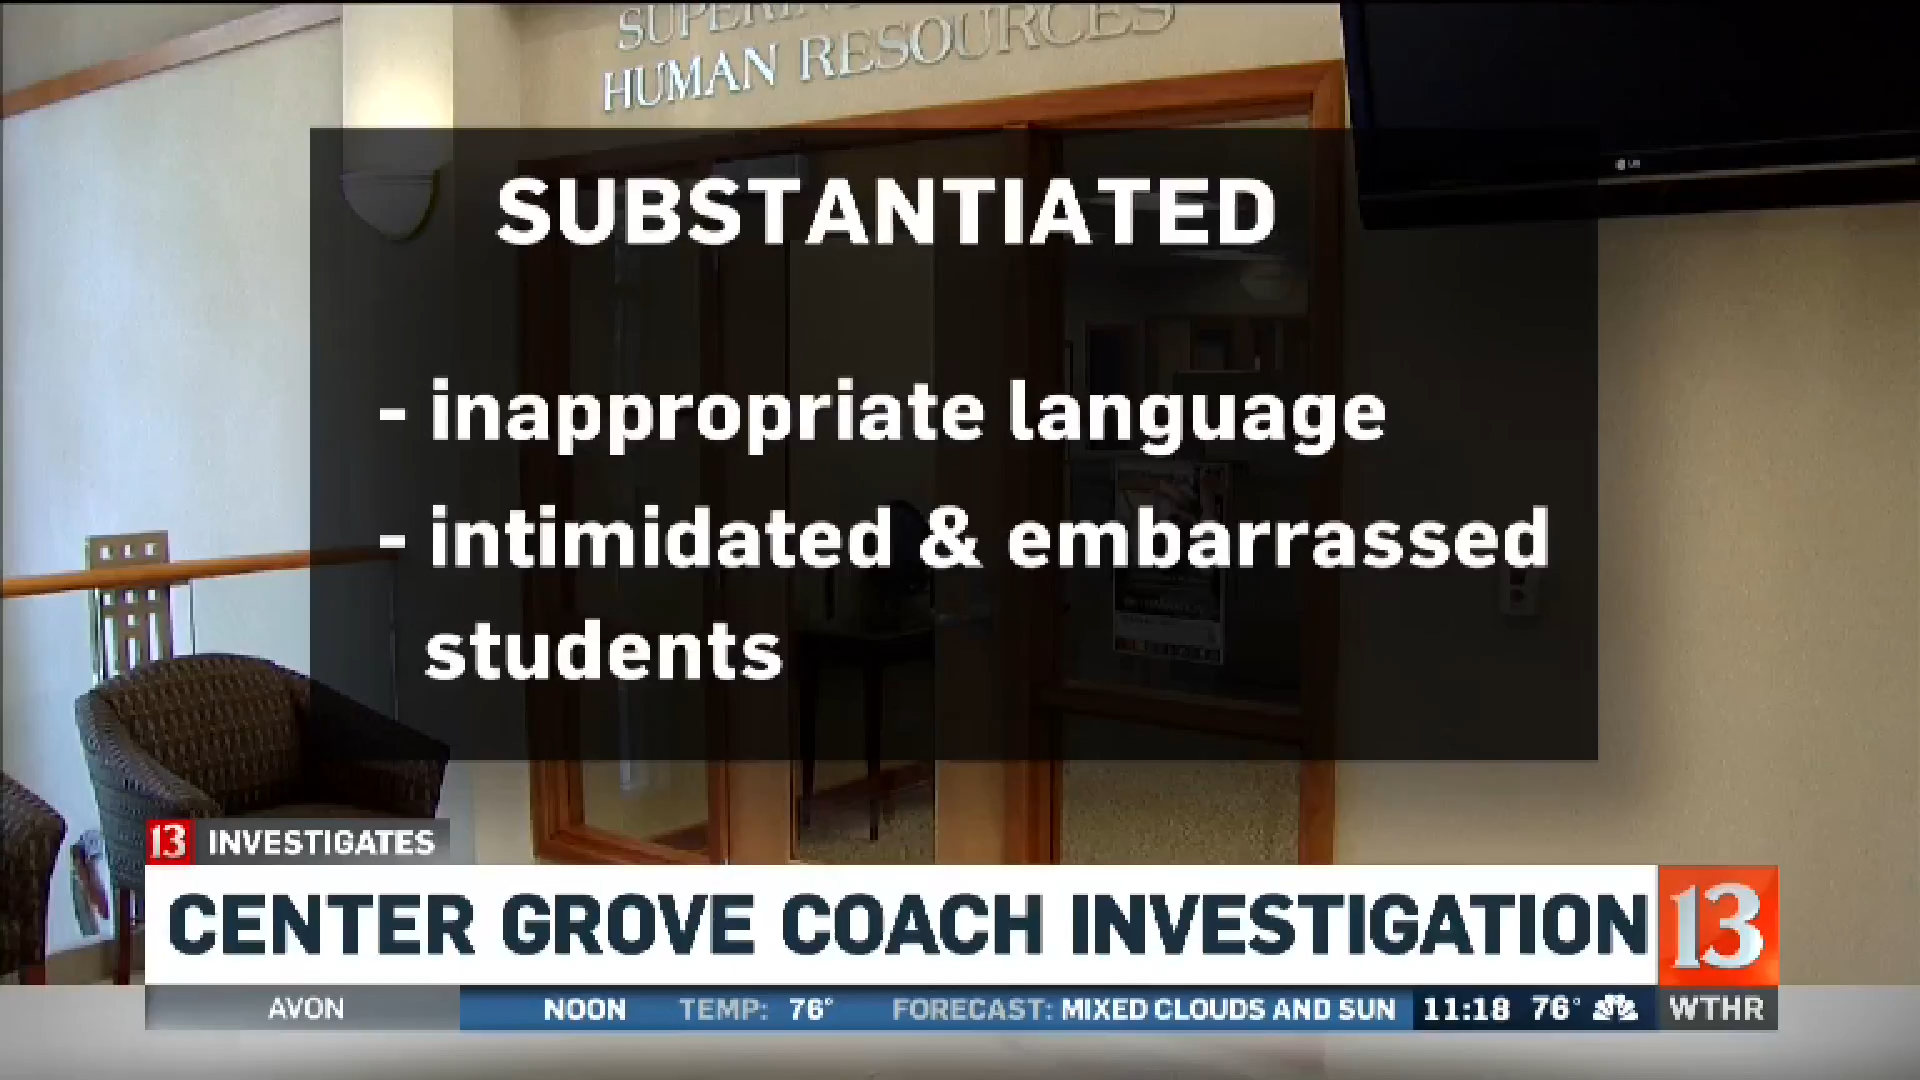 HUMAN RESOURCES
SUBSTANTIATED
- inappropriate language
- intimidated & embarrassed
students
13 INVESTIGATES
CENTER GROVE COACH INVESTIGATION 13
AVON NOON TEMP: 76° FORECAST: MIXED CLOUDS AND SUN 11:18 76° WTHR
LG